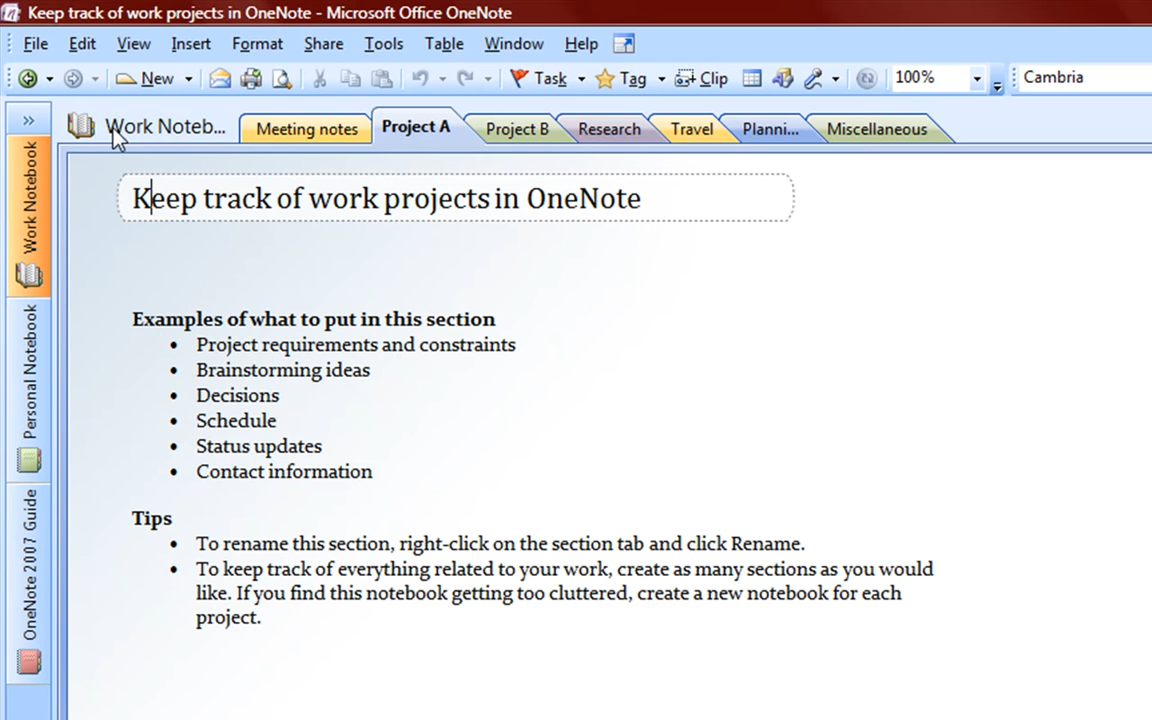 Keep track of work projects in OneNote - Microsoft Office OneNote
File Edit View Insert Format Share Tools Table Window Help
New Task Tag Clip 100% Cambria
Work Noteb... Meeting notes Project A Project B Research Travel Planni... Miscellaneous
Work Notebook
Personal Notebook
OneNote 2007 Guide
Keep track of work projects in OneNote
Examples of what to put in this section
• Project requirements and constraints
• Brainstorming ideas
• Decisions
• Schedule
• Status updates
• Contact information
Tips
• To rename this section, right-click on the section tab and click Rename.
• To keep track of everything related to your work, create as many sections as you would
like. If you find this notebook getting too cluttered, create a new notebook for each
project.